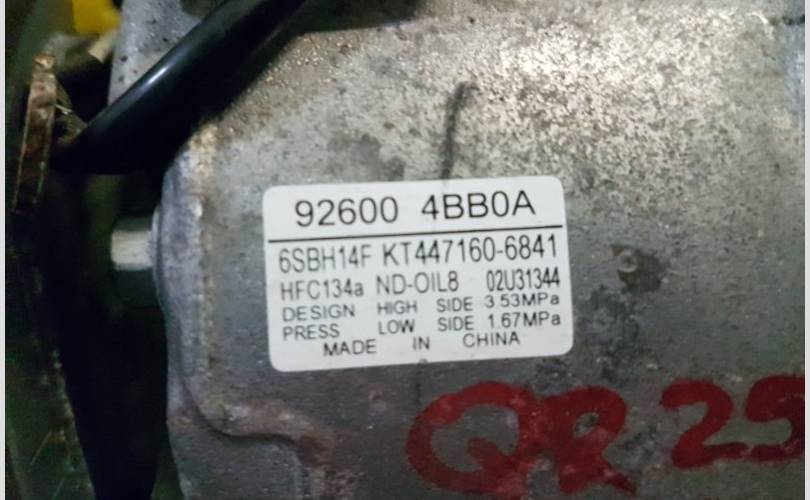 92600 4BB0A
6SBH14F KT447160-6841
HFC134a ND-OIL8 02U31344
DESIGN HIGH SIDE 3.53MPa
PRESS LOW SIDE 1.67MPa
MADE IN CHINA
QR 25